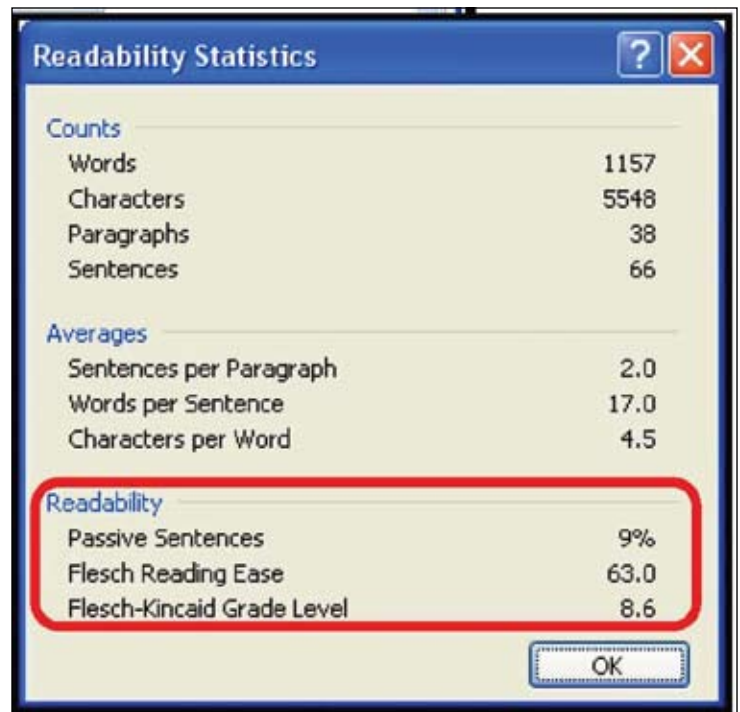 Readability Statistics
Counts
Words 1157
Characters 5548
Paragraphs 38
Sentences 66
Averages
Sentences per Paragraph 2.0
Words per Sentence 17.0
Characters per Word 4.5
Readability
Passive Sentences 9%
Flesch Reading Ease 63.0
Flesch-Kincaid Grade Level 8.6
OK